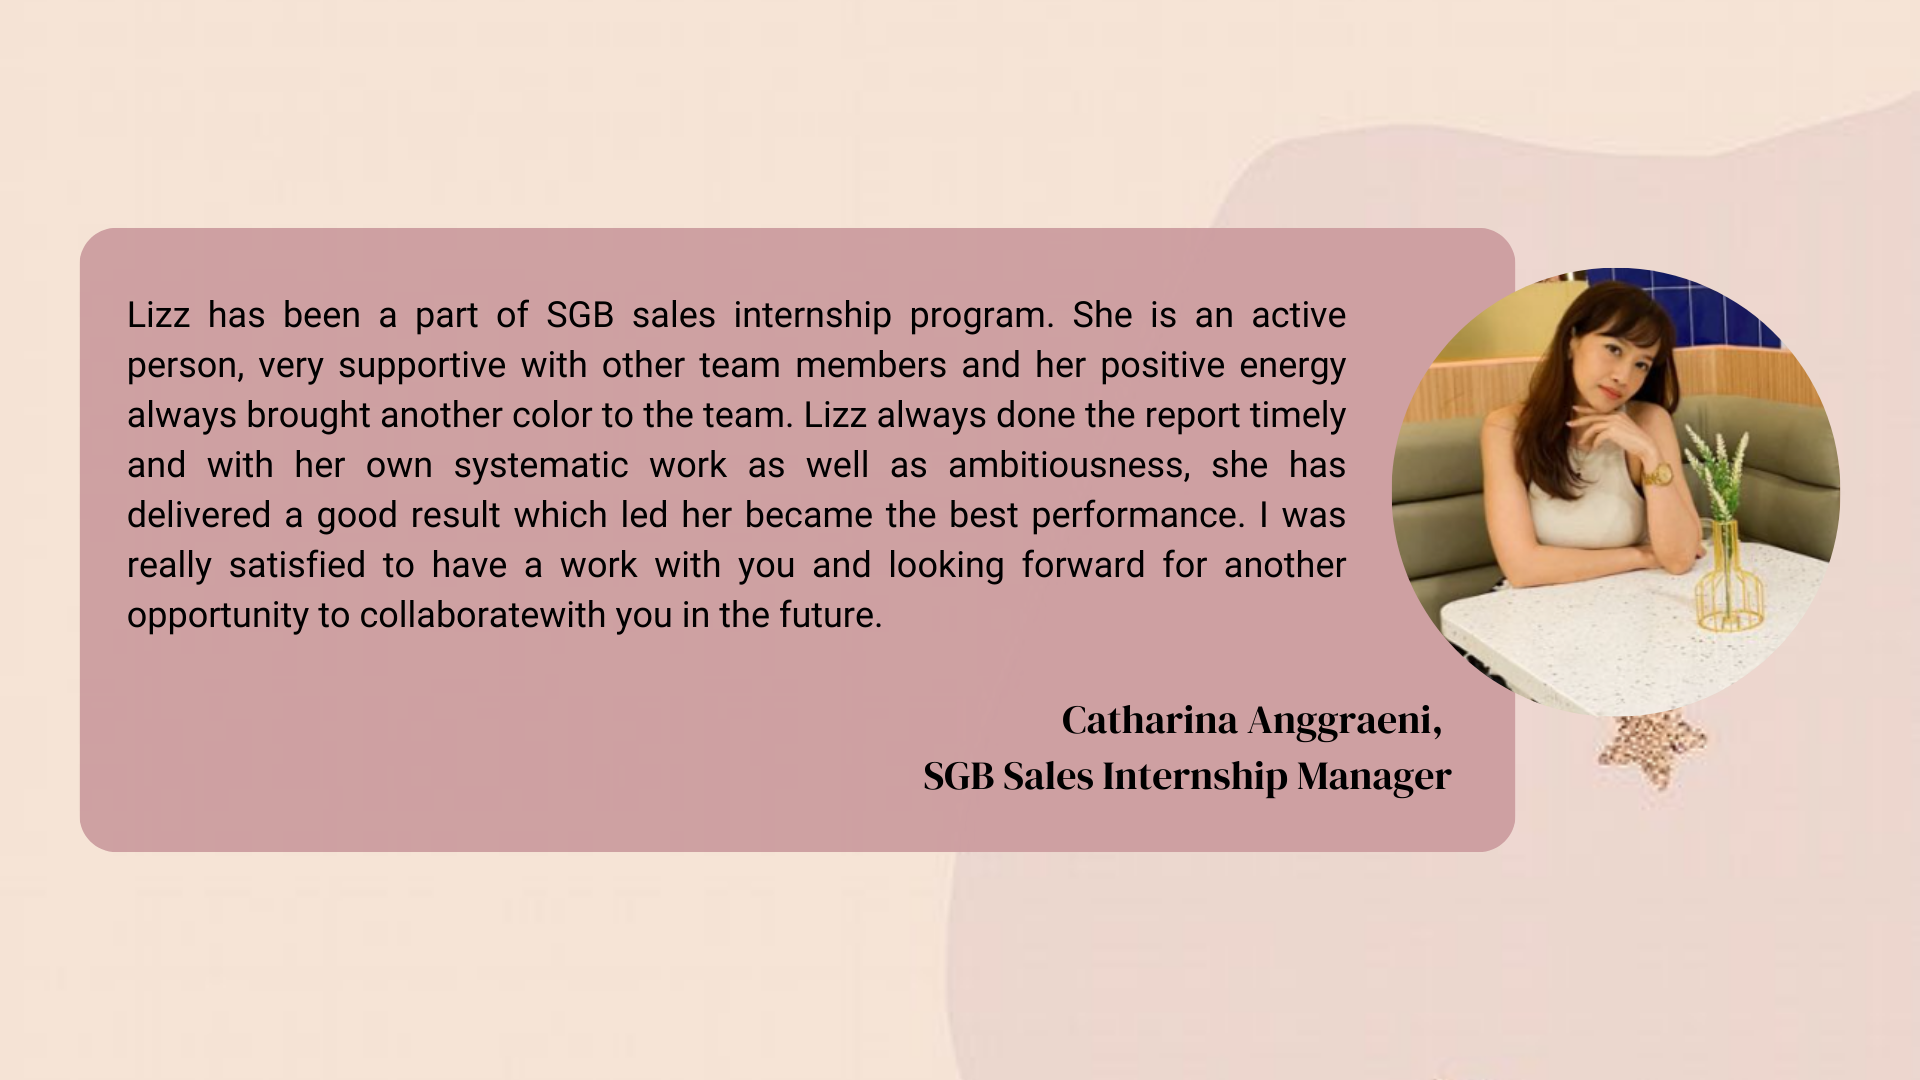 Lizz has been a part of SGB sales internship program. She is an active
person, very supportive with other team members and her positive energy
always brought another color to the team. Lizz always done the report timely
and with her own systematic work as well as ambitiousness, she has
delivered a good result which led her became the best performance. I was
really satisfied to have a work with you and looking forward for another
opportunity to collaboratewith you in the future.
Catharina Anggraeni,
SGB Sales Internship Manager